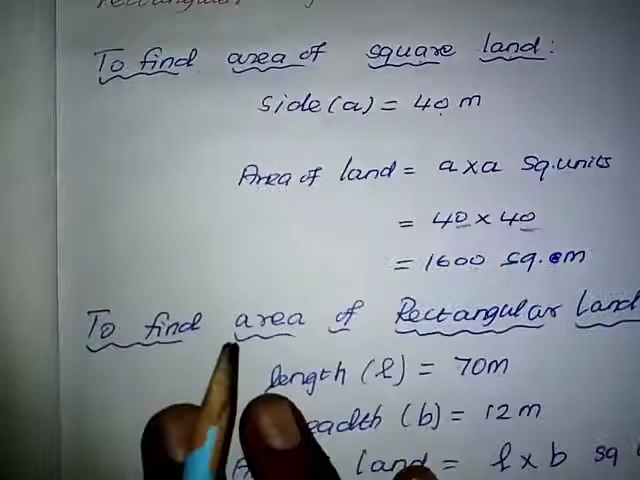 To find area of square land:
side (a) = 40 m
Area of land = a x a sq. units
= 40 x 40
= 1600 sq. m
To find area of Rectangular land
length (l) = 70m
(b) = 12 m
land = l x b sq